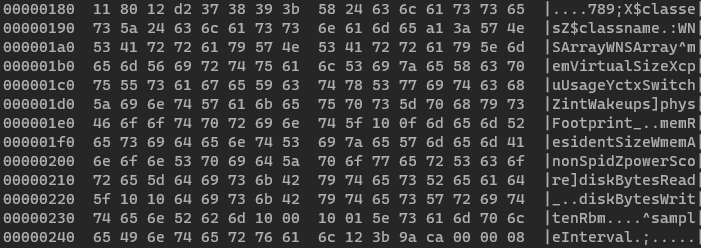 00000180  11 80 12 d2 37 38 39 3b  58 24 63 6c 61 73 73 65  |....789;X$classe
00000190  73 5a 24 63 6c 61 73 73  6e 61 6d 65 a1 3a 57 4e  |sZ$classname.:WN
000001a0  53 41 72 72 61 79 57 4e  53 41 72 72 61 79 5e 6d  |SArrayWNSArray^m
000001b0  65 6d 56 69 72 74 75 61  6c 53 69 7a 65 58 63 70  |emVirtualSizeXcp
000001c0  75 55 73 61 67 65 59 63  74 78 53 77 69 74 63 68  |uUsageYctxSwitch
000001d0  5a 69 6e 74 57 61 6b 65  75 70 73 5d 70 68 79 73  |ZintWakeups]phys
000001e0  46 6f 6f 74 70 72 69 6e  74 5f 10 0f 6d 65 6d 52  |Footprint_..memR
000001f0  65 73 69 64 65 6e 74 53  69 7a 65 57 6d 65 6d 41  |esidentSizeWmemA
00000200  6e 6f 6e 53 70 69 64 5a  70 6f 77 65 72 53 63 6f  |nonSpidZpowerSco
00000210  72 65 5d 64 69 73 6b 42  79 74 65 73 52 65 61 64  |re]diskBytesRead
00000220  5f 10 10 64 69 73 6b 42  79 74 65 73 57 72 69 74  |_..diskBytesWrit
00000230  74 65 6e 52 62 6d 10 00  10 01 5e 73 61 6d 70 6c  |tenRbm....^sampl
00000240  65 49 6e 74 65 72 76 61  6c 12 3b 9a ca 00 00 08  |eInterval.;.....